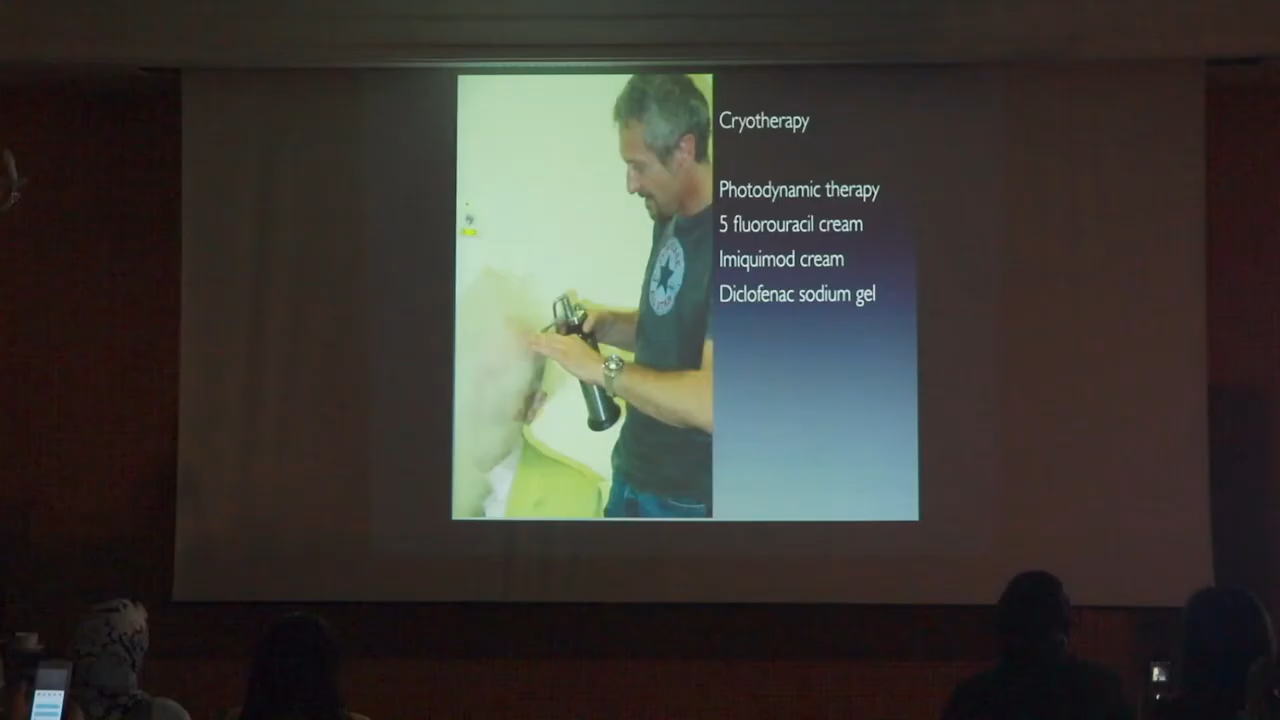 Cryotherapy
Photodynamic therapy
5 fluorouracil cream
Imiquimod cream
Diclofenac sodium gel